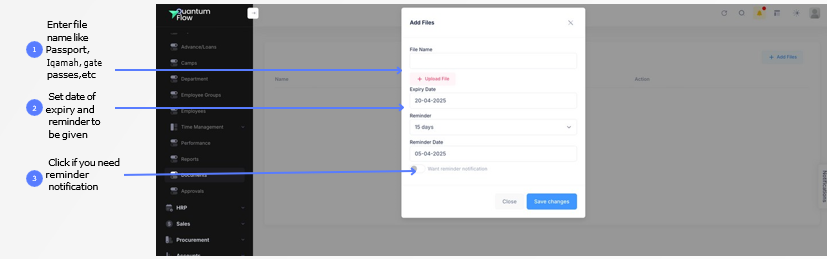 Enter file
name like
Passport,
Iqamah, gate
passes,etc
1
Set date of
expiry and
reminder to
be given
2
Click if you need
reminder
notification
3
Quantum
Flow
Advance/Loans
Camps
Department
Employee Groups
Employees
Time Management
Performance
Reports
Documents
Approvals
HRP
Sales
Procurement
Accounts
Add Files
File Name
+ Upload File
Expiry Date
20-04-2025
Reminder
15 days
Reminder Date
05-04-2025
Want reminder notification
Close
Save changes
+ Add Files
Name
Action
Notifications